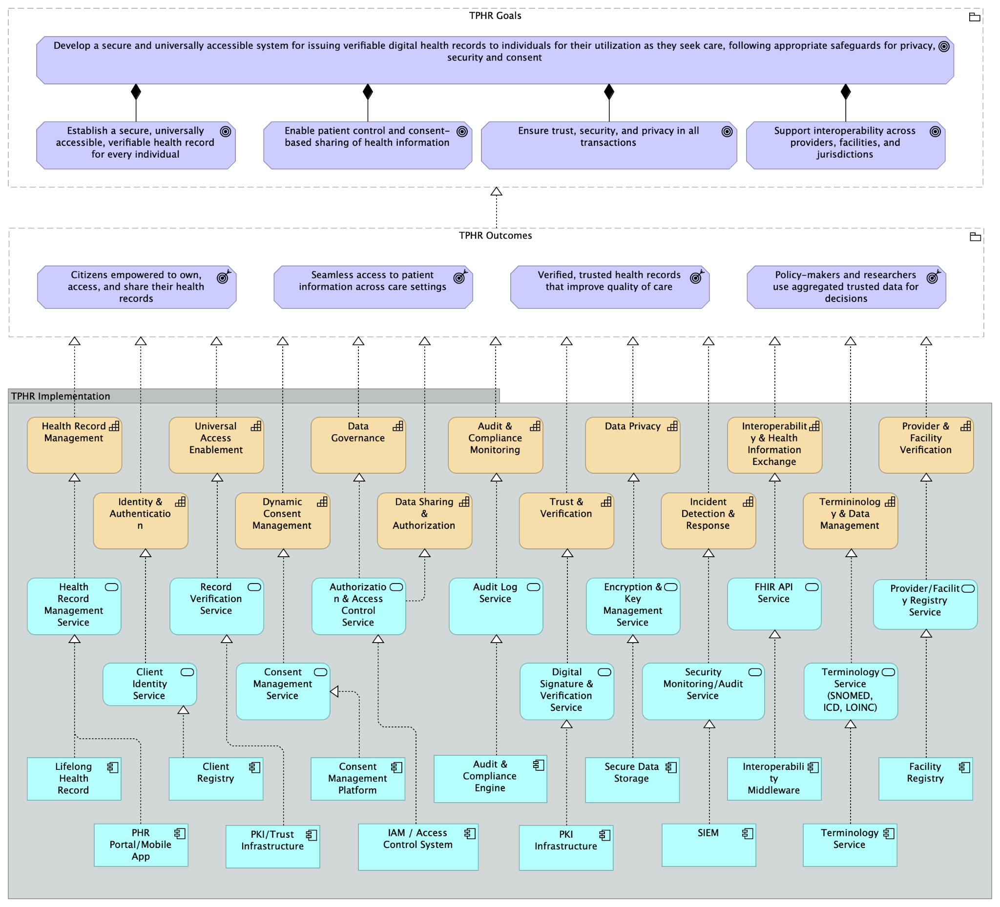 TPHR Goals
Develop a secure and universally accessible system for issuing verifiable digital health records to individuals for their utilization as they seek care, following appropriate safeguards for privacy,
security and consent
Establish a secure, universally
accessible, verifiable health record
for every individual
Enable patient control and consent-
based sharing of health information
Ensure trust, security, and privacy in all
transactions
Support interoperability across
providers, facilities, and
jurisdictions
TPHR Outcomes
Citizens empowered to own,
access, and share their health
records
Seamless access to patient
information across care settings
Verified, trusted health records
that improve quality of care
Policy-makers and researchers
use aggregated trusted data for
decisions
TPHR Implementation
Health Record
Management
Universal
Access
Enablement
Data
Governance
Audit &
Compliance
Monitoring
Data Privacy
Interoperabilit
y & Health
Information
Exchange
Provider &
Facility
Verification
Identity &
Authenticatio
n
Dynamic
Consent
Management
Data Sharing
&
Authorization
Trust &
Verification
Incident
Detection &
Response
Termininolog
y & Data
Management
Health
Record
Management
Service
Record
Verification
Service
Authorizatio
n & Access
Control
Service
Audit Log
Service
Encryption &
Key
Management
Service
FHIR API
Service
Provider/Facilit
y Registry
Service
Client
Identity
Service
Consent
Management
Service
Digital
Signature &
Verification
Service
Security
Monitoring/Audit
Service
Terminology
Service
(SNOMED,
ICD, LOINC)
Lifelong
Health
Record
Client
Registry
Consent
Management
Platform
Audit &
Compliance
Engine
Secure Data
Storage
Interoperabili
ty
Middleware
Facility
Registry
PHR
Portal/Mobile
App
PKI/Trust
Infrastructure
IAM / Access
Control System
PKI
Infrastructure
SIEM
Terminology
Service